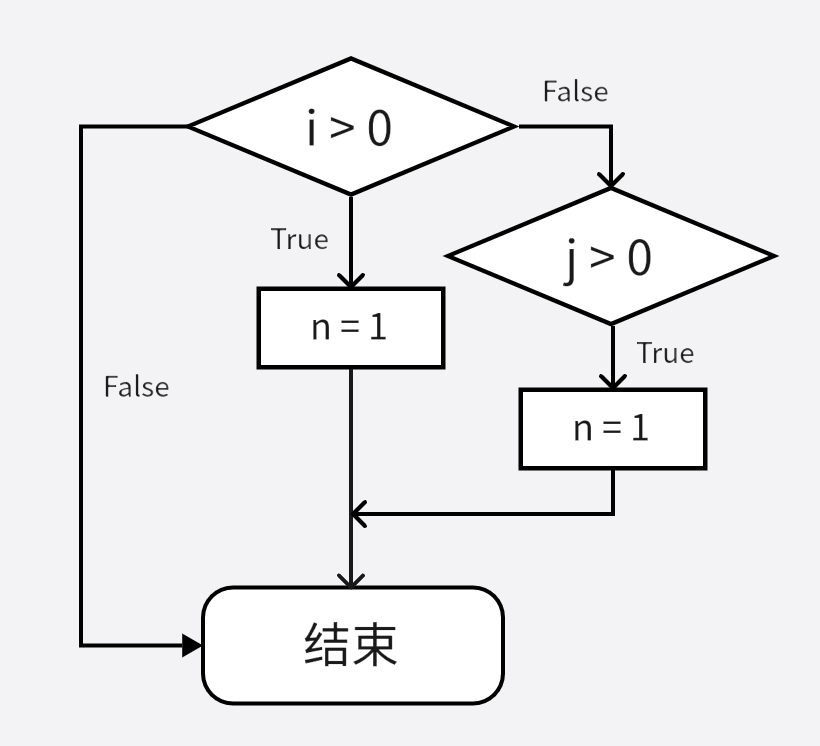 False
i > 0
True
j > 0
n = 1
True
False
n = 1
结束